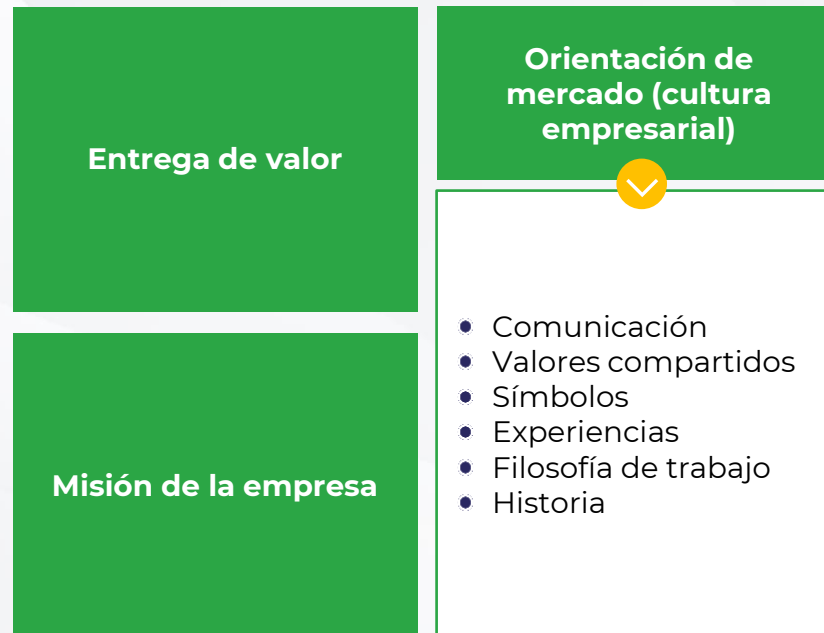 Entrega de valor
Misión de la empresa
Orientación de
mercado (cultura
empresarial)
Comunicación
Valores compartidos
Símbolos
Experiencias
Filosofía de trabajo
Historia